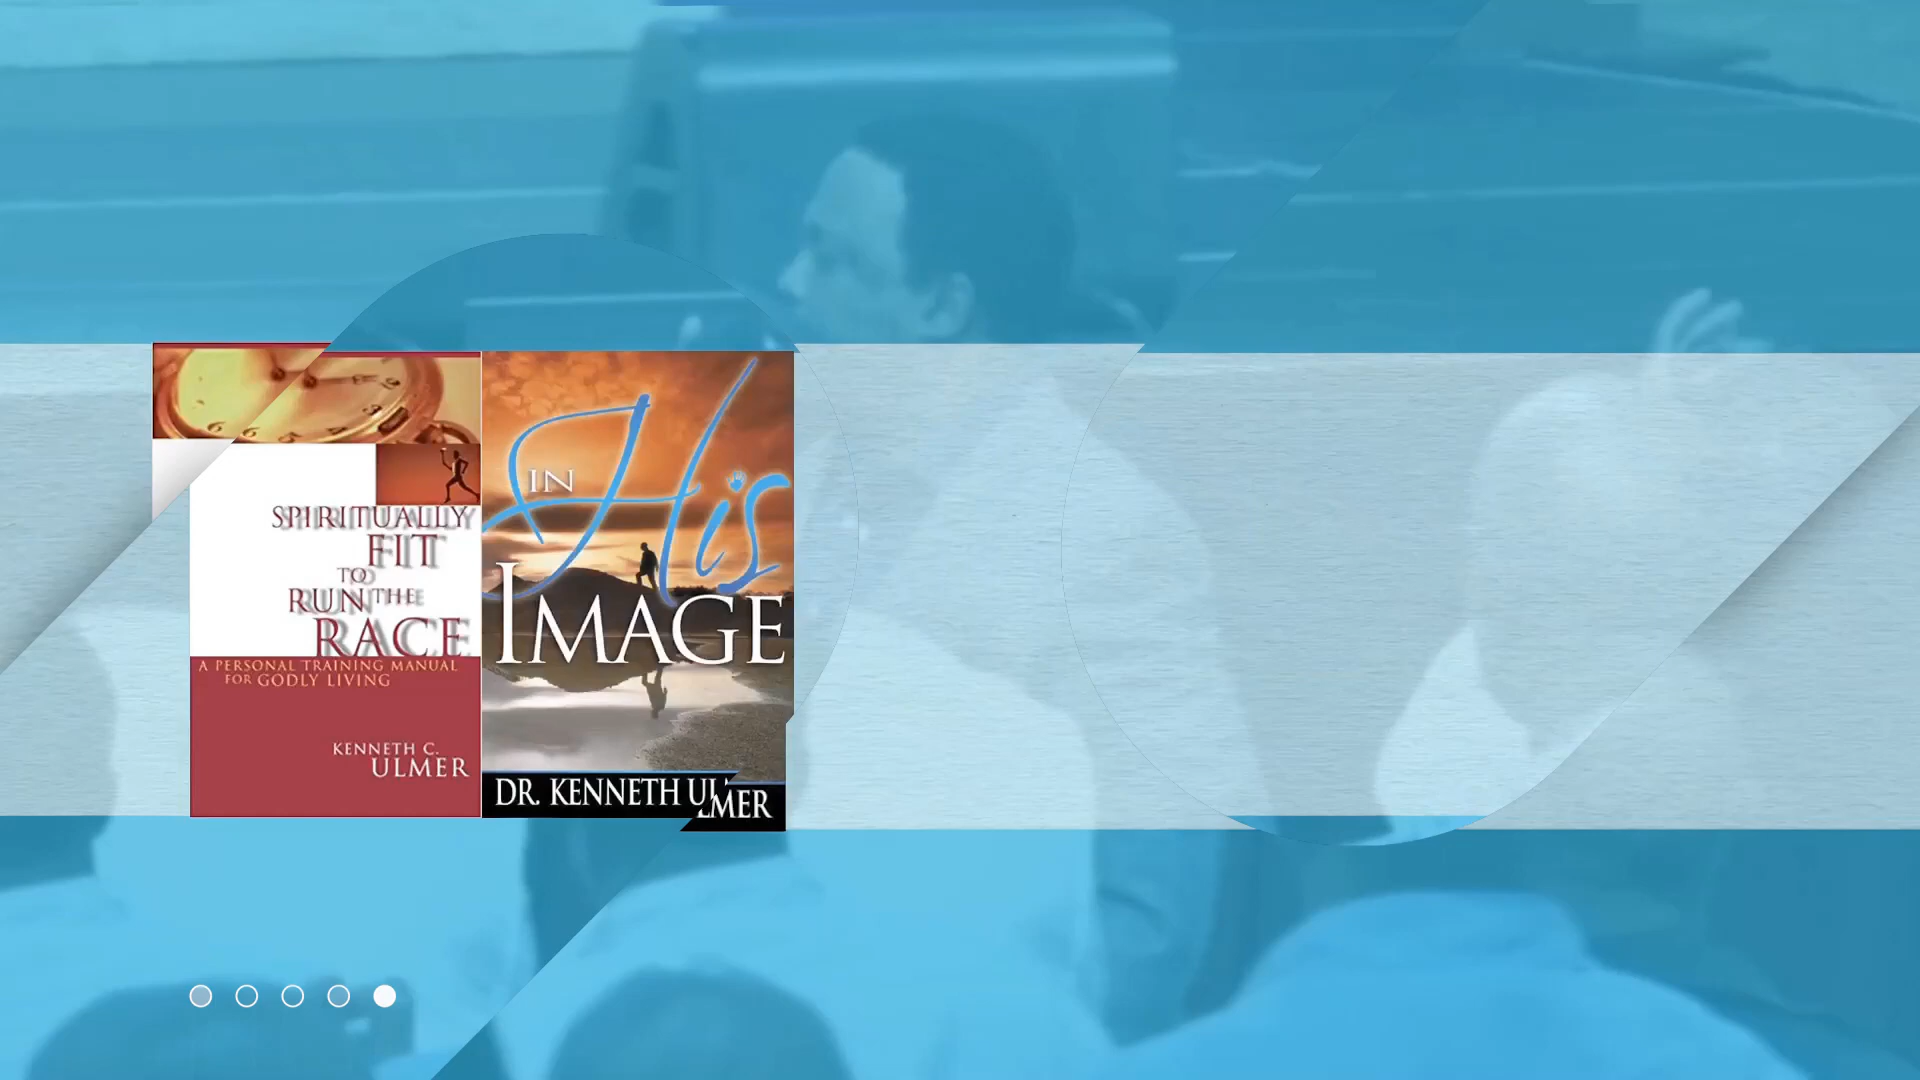 SPIRITUALLY
FIT
TO
RUN THE
RACE
A PERSONAL TRAINING MANUAL
FOR GODLY LIVING
KENNETH C.
ULMER
IN His
IMAGE
DR. KENNETH ULMER